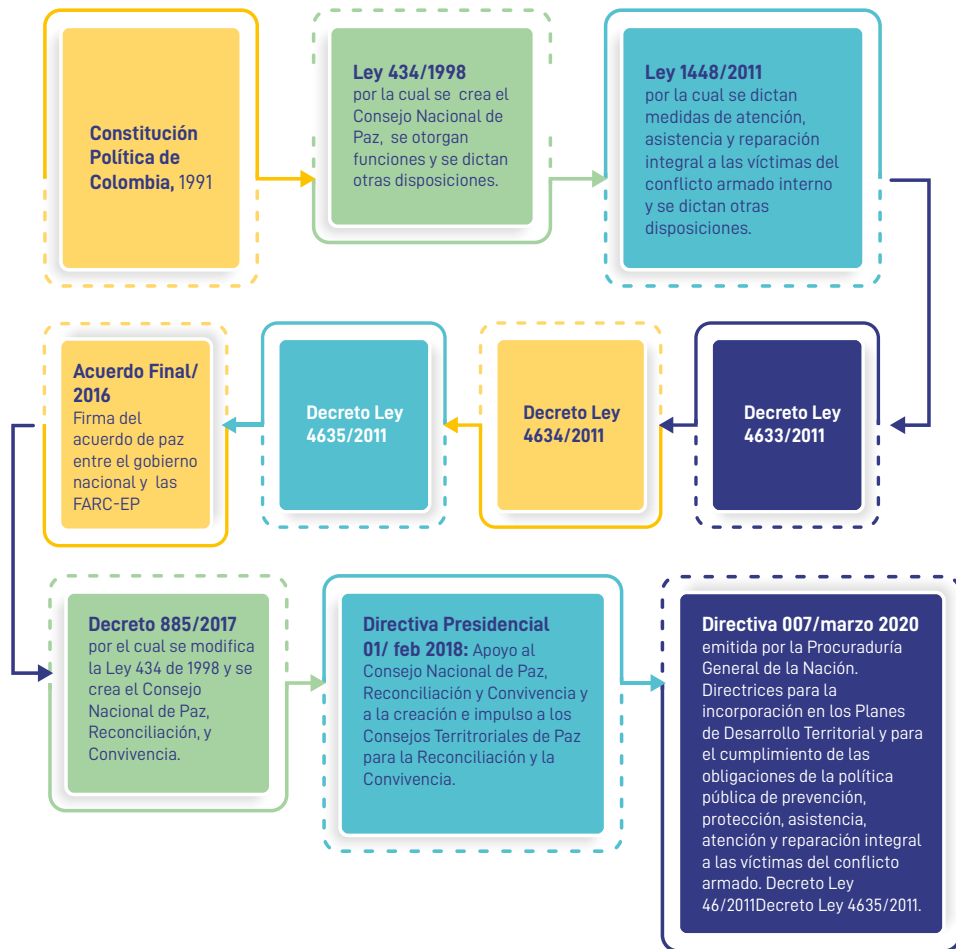 Constitución
Política de
Colombia, 1991
Ley 434/1998
por la cual se crea el
Consejo Nacional de
Paz, se otorgan
funciones y se dictan
otras disposiciones.
Ley 1448/2011
por la cual se dictan
medidas de atención,
asistencia y reparación
integral a las víctimas del
conflicto armado interno
y se dictan otras
disposiciones.
Decreto Ley
4633/2011
Decreto Ley
4634/2011
Decreto Ley
4635/2011
Acuerdo Final/
2016
Firma del
acuerdo de paz
entre el gobierno
nacional y las
FARC-EP
Decreto 885/2017
por el cual se modifica
la Ley 434 de 1998 y se
crea el Consejo
Nacional de Paz,
Reconciliación, y
Convivencia.
Directiva Presidencial
01/ feb 2018: Apoyo al
Consejo Nacional de Paz,
Reconciliación y Convivencia y
a la creación e impulso a los
Consejos Territroriales de Paz
para la Reconciliación y la
Convivencia.
Directiva 007/marzo 2020
emitida por la Procuraduría
General de la Nación.
Directrices para la
incorporación en los Planes
de Desarrollo Territorial y para
el cumplimiento de las
obligaciones de la política
pública de prevención,
protección, asistencia,
atención y reparación integral
a las víctimas del conflicto
armado. Decreto Ley
46/2011Decreto Ley 4635/2011.